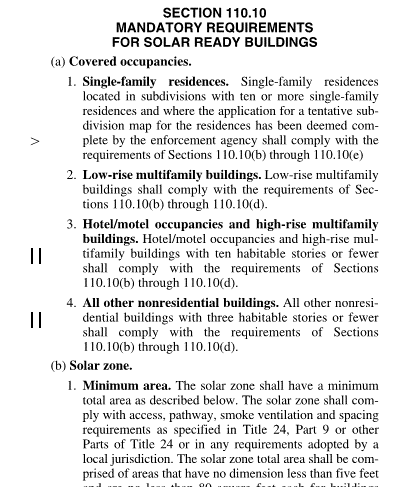 SECTION 110.10
MANDATORY REQUIREMENTS
FOR SOLAR READY BUILDINGS
(a) Covered occupancies.
1. Single-family residences. Single-family residences
located in subdivisions with ten or more single-family
residences and where the application for a tentative sub-
division map for the residences has been deemed com-
> plete by the enforcement agency shall comply with the
requirements of Sections 110.10(b) through 110.10(e)
2. Low-rise multifamily buildings. Low-rise multifamily
buildings shall comply with the requirements of Sec-
tions 110.10(b) through 110.10(d).
3. Hotel/motel occupancies and high-rise multifamily
buildings. Hotel/motel occupancies and high-rise mul-
tifamily buildings with ten habitable stories or fewer
shall comply with the requirements of Sections
110.10(b) through 110.10(d).
4. All other nonresidential buildings. All other nonresi-
dential buildings with three habitable stories or fewer
shall comply with the requirements of Sections
110.10(b) through 110.10(d).
(b) Solar zone.
1. Minimum area. The solar zone shall have a minimum
total area as described below. The solar zone shall com-
ply with access, pathway, smoke ventilation and spacing
requirements as specified in Title 24, Part 9 or other
Parts of Title 24 or in any requirements adopted by a
local jurisdiction. The solar zone total area shall be com-
prised of areas that have no dimension less than five feet
and are no less than 80 square feet each for buildings